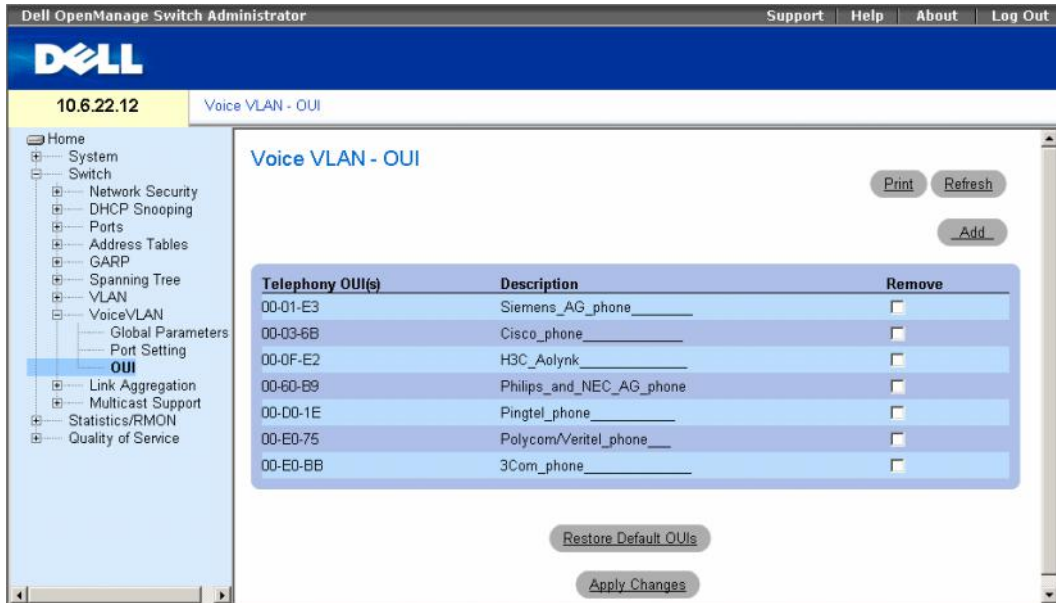 Dell OpenManage Switch Administrator Support Help About Log Out
DELL
10.6.22.12 Voice VLAN - OUI
Home
System
Switch
Network Security
DHCP Snooping
Ports
Address Tables
GARP
Spanning Tree
VLAN
VoiceVLAN
Global Parameters
Port Setting
OUI
Link Aggregation
Multicast Support
Statistics/RMON
Quality of Service
Voice VLAN - OUI
Print Refresh
Add
Telephony OUI(s) Description Remove
00-01-E3 Siemens_AG_phone________
00-03-6B Cisco_phone_____________
00-0F-E2 H3C_Aolynk______________
00-60-B9 Philips_and_NEC_AG_phone
00-D0-1E Pingtel_phone___________
00-E0-75 Polycom/Veritel_phone___
00-E0-BB 3Com_phone______________
Restore Default OUIs
Apply Changes